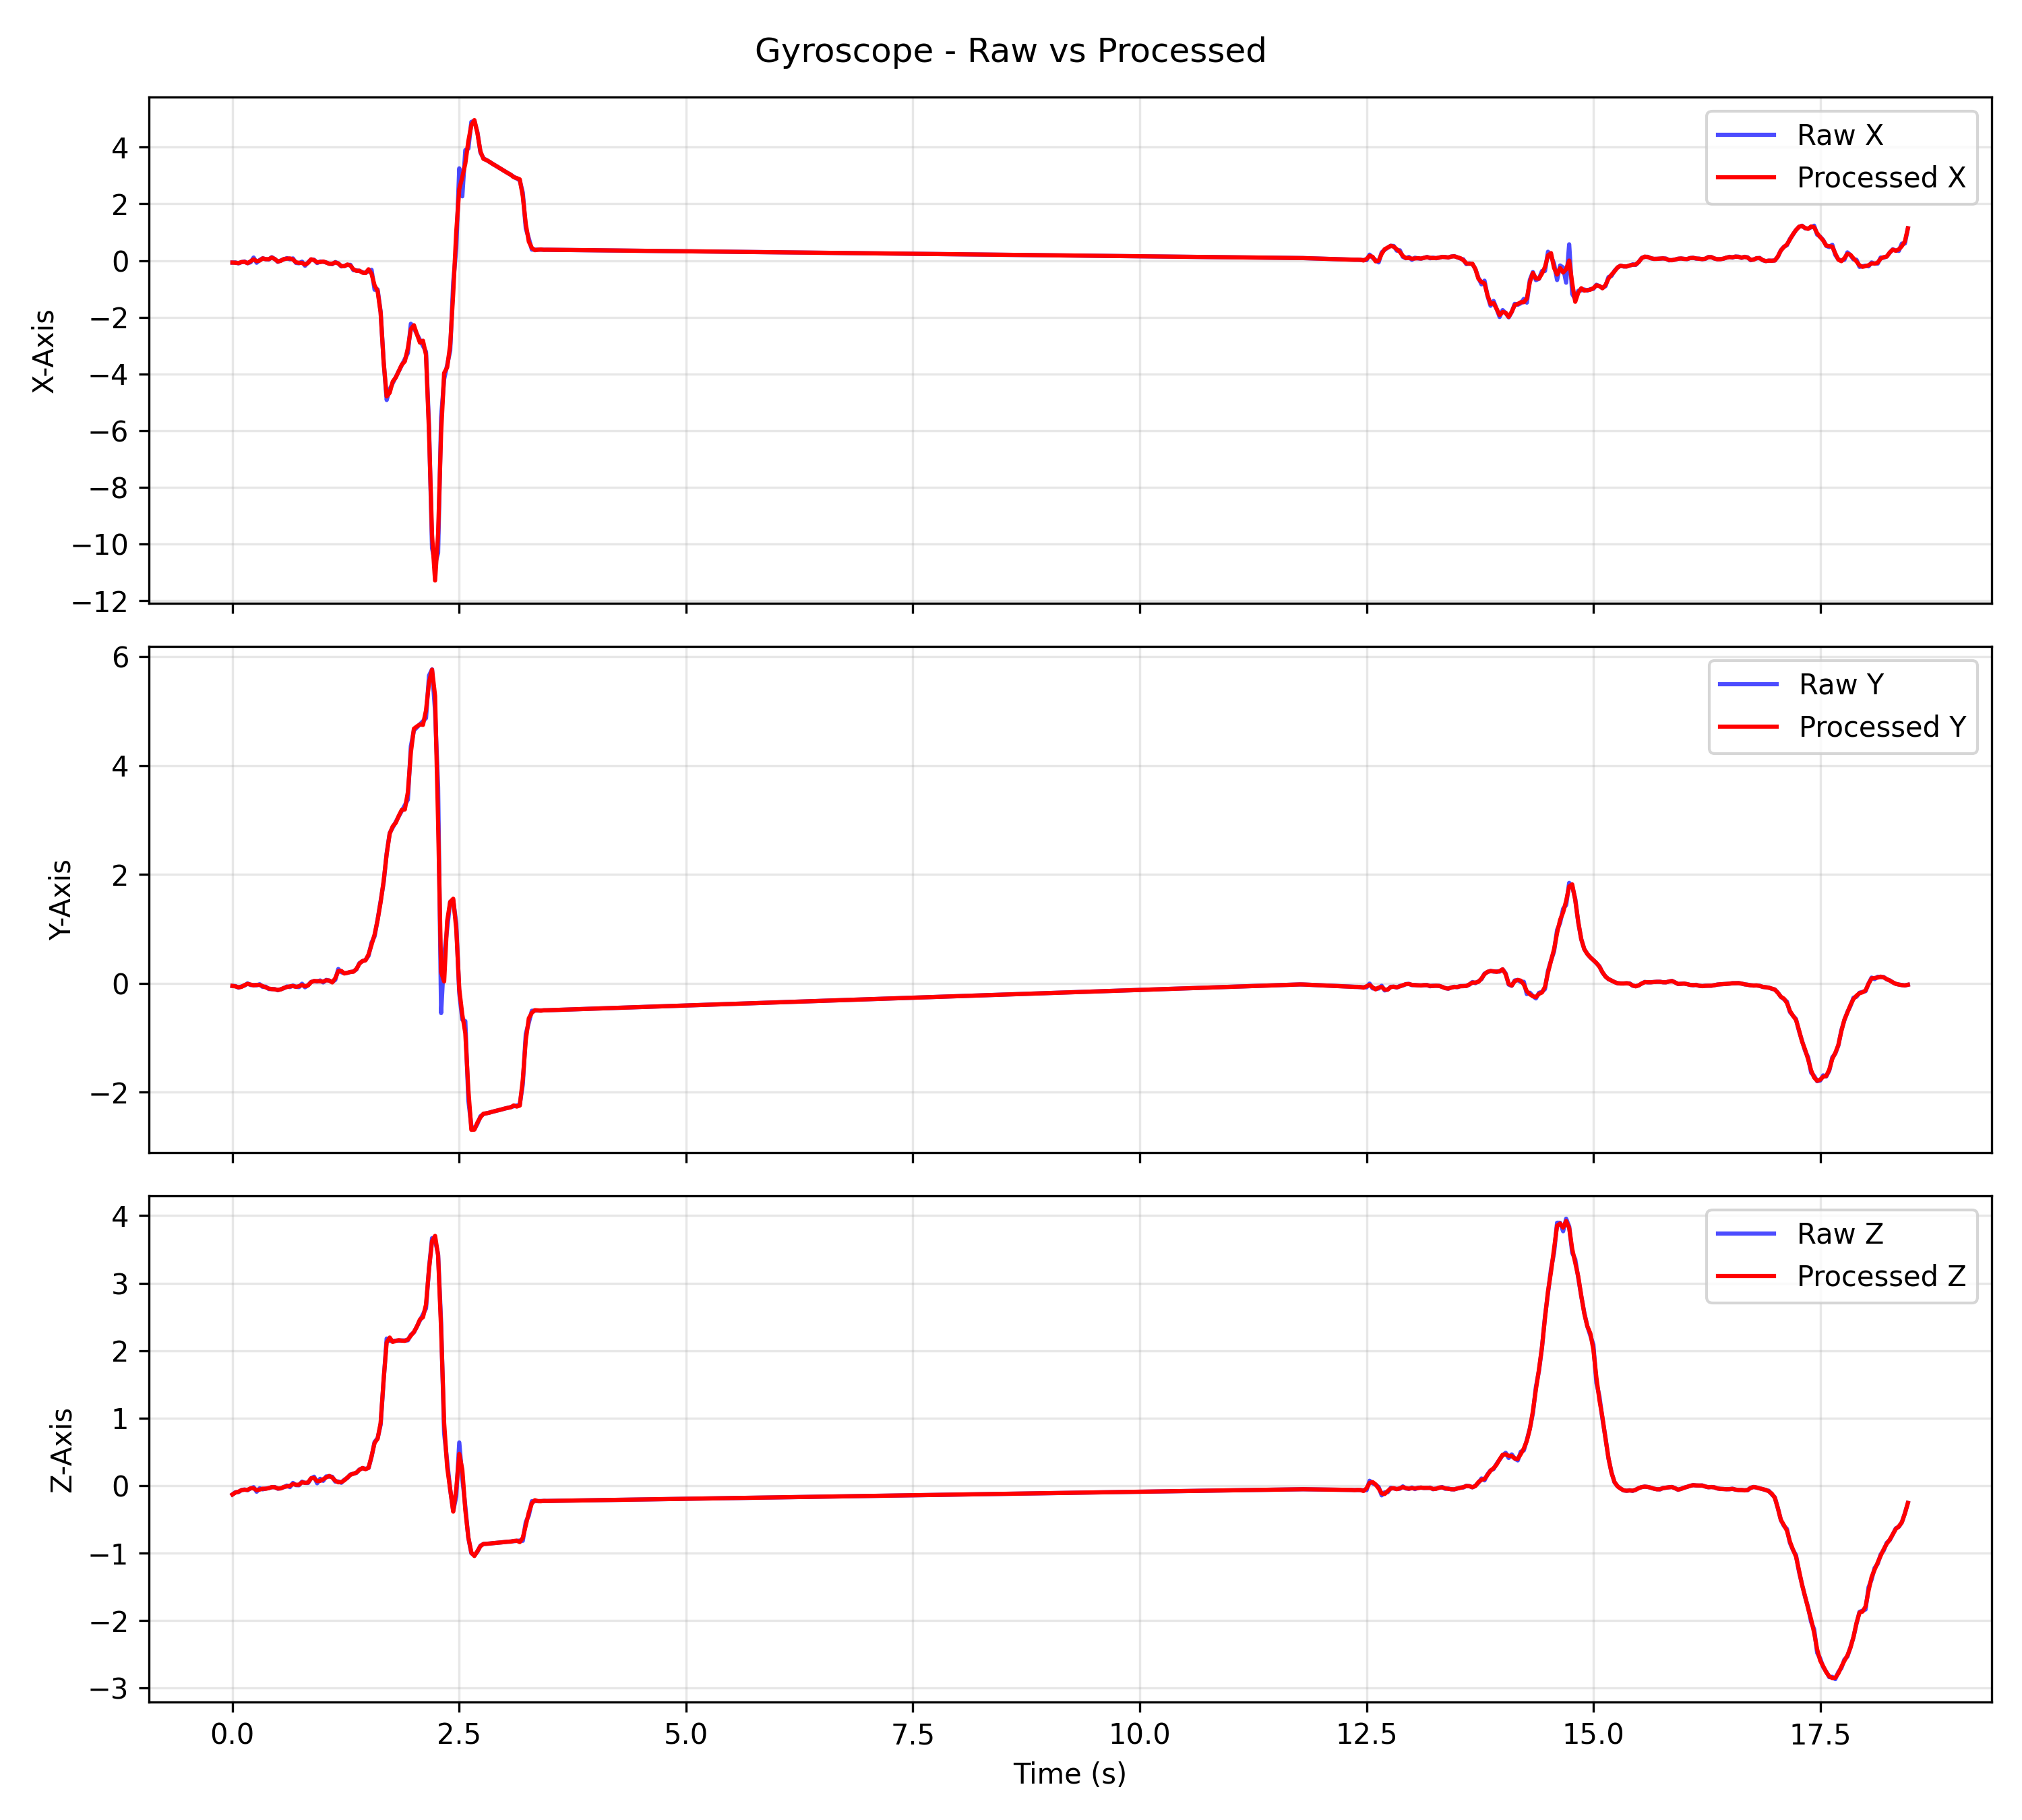 Gyroscope - Raw vs Processed
4
2
0
−2
−4
−6
−8
−10
−12
X-Axis
Raw X
Processed X
6
4
2
0
−2
Y-Axis
Raw Y
Processed Y
4
3
2
1
0
−1
−2
−3
Z-Axis
Raw Z
Processed Z
0.0 2.5 5.0 7.5 10.0 12.5 15.0 17.5
Time (s)